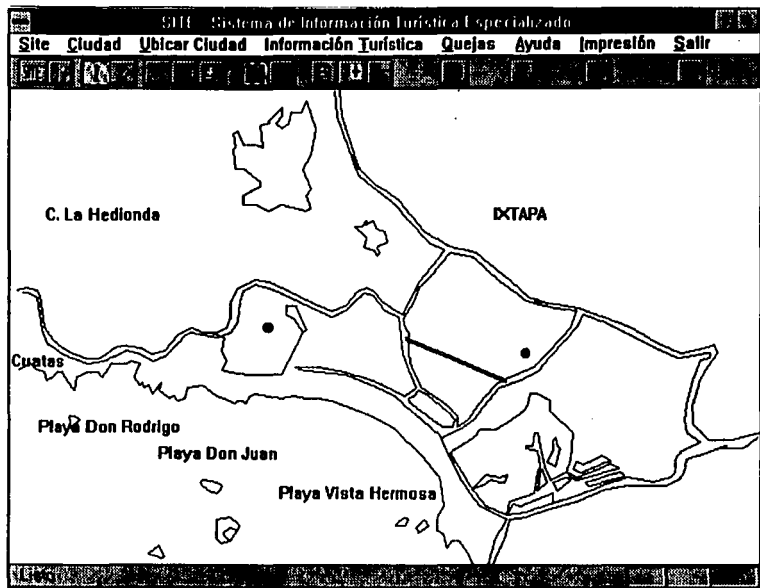 SITE - Sistema de Información Turística Especializado
Site Ciudad Ubicar Ciudad Información Turística Quejas Ayuda Impresión Salir
C. La Hedionda
IXTAPA
Cuatas
Playa Don Rodrigo
Playa Don Juan
Playa Vista Hermosa